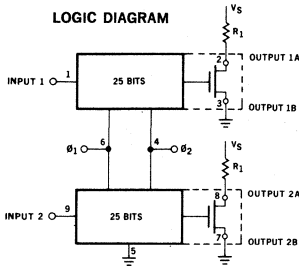 LOGIC DIAGRAM
VS
R1
OUTPUT 1A
2
INPUT 1
1
25 BITS
3
OUTPUT 1B
Ø1
6
4
Ø2
VS
R1
OUTPUT 2A
8
INPUT 2
9
25 BITS
7
OUTPUT 2B
5